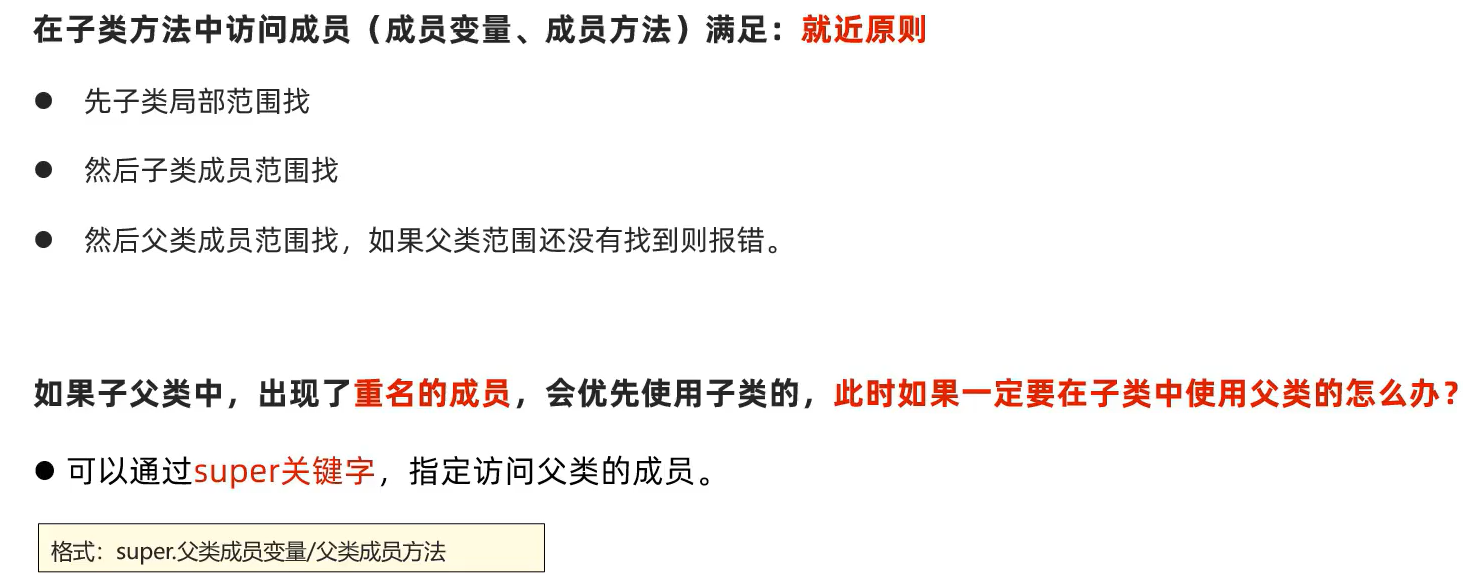 在子类方法中访问成员（成员变量、成员方法）满足：就近原则
● 先子类局部范围找
● 然后子类成员范围找
● 然后父类成员范围找，如果父类范围还没有找到则报错。
如果子父类中，出现了重名的成员，会优先使用子类的，此时如果一定要在子类中使用父类的怎么办？
● 可以通过super关键字，指定访问父类的成员。
格式：super.父类成员变量/父类成员方法